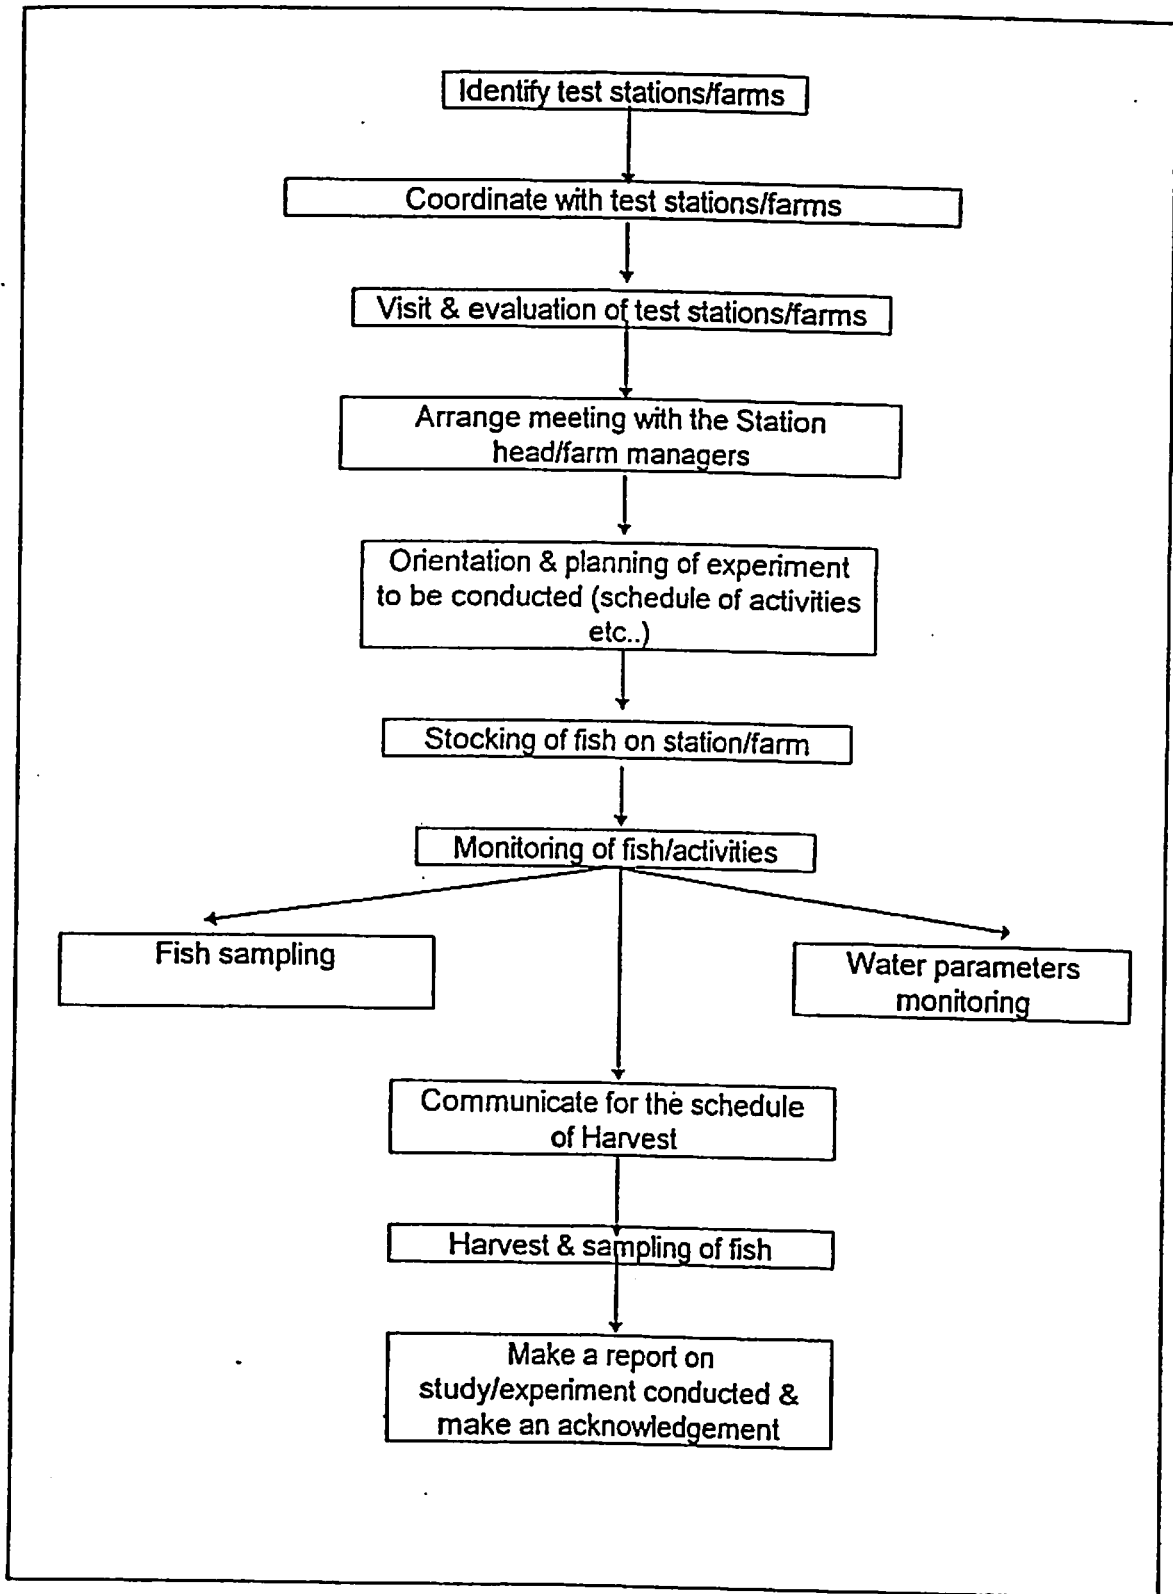 Identify test stations/farms
Coordinate with test stations/farms
Visit & evaluation of test stations/farms
Arrange meeting with the Station
head/farm managers
Orientation & planning of experiment
to be conducted (schedule of activities
etc..)
Stocking of fish on station/farm
Monitoring of fish/activities
Fish sampling
Water parameters
monitoring
Communicate for the schedule
of Harvest
Harvest & sampling of fish
Make a report on
study/experiment conducted &
make an acknowledgement